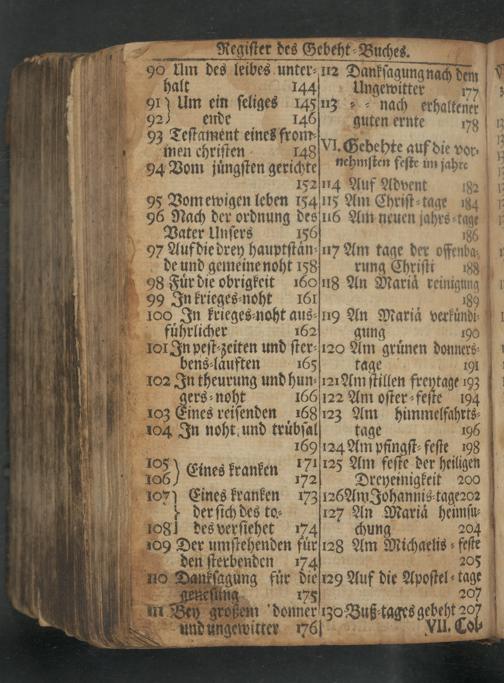 Register des Gebeht-Buches.
90 Um des leibes unter-
halt 144
91} Um ein seliges 145
92} ende 146
93 Testament eines from-
men christen 148
94 Vom jüngsten gerichte
152
95 Vom ewigen leben 154
96 Nach der ordnung des
Vater Unsers 156
97 Auf die drey hauptstän-
de und gemeine noht 158
98 Für die obrigkeit 160
99 In krieges-noht 161
100 In krieges-noht aus-
führlicher 162
101 In pest-zeiten und ster-
bens-läufften 165
102 In theurung und hun-
gers-noht 166
103 Eines reisenden 168
104 In noht und trübsal
169
105} Eines kranken 171
106} 172
107} Eines kranken 173
der sich des to-
108} des versiehet 174
109 Der umstehenden für
den sterbenden 174
110 Danksagung für die
genesung 175
111 Bey großem donner
und ungewitter 176
112 Danksagung nach dem
Ungewitter 177
113 - - nach erhaltener
guten ernte 178
VI. Gebehte auf die vor-
nehmsten feste im jahre
114 Auf Advent 182
115 Am Christ-tage 184
116 Am neuen jahrs-tage
186
117 Am tage der offenba-
rung Christi 188
118 An Mariä reinigung
189
119 An Mariä verkündi-
gung 190
120 Am grünen donners-
tage 191
121 Am stillen freytage 193
122 Am oster-feste 194
123 Am himmelfahrts-
tage 196
124 Am pfingst-feste 198
125 Am feste der heiligen
Dreyeinigkeit 200
126 Am Johannis-tage 202
127 An Mariä heimsu-
chung 204
128 Am Michaelis-feste
205
129 Auf die Apostel-tage
207
130 Buß-tages gebeht 207
VII. Col-